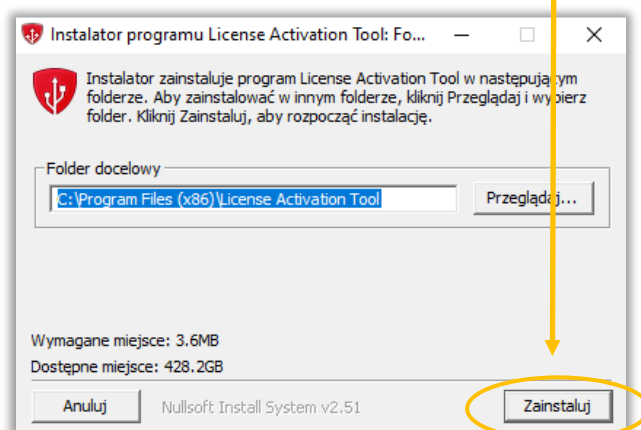 Instalator programu License Activation Tool: Fo...
Instalator zainstaluje program License Activation Tool w następującym
folderze. Aby zainstalować w innym folderze, kliknij Przeglądaj i wybierz
folder. Kliknij Zainstaluj, aby rozpocząć instalację.
Folder docelowy
C:\Program Files (x86)\License Activation Tool
Przeglądaj...
Wymagane miejsce: 3.6MB
Dostępne miejsce: 428.2GB
Anuluj
Nullsoft Install System v2.51
Zainstaluj